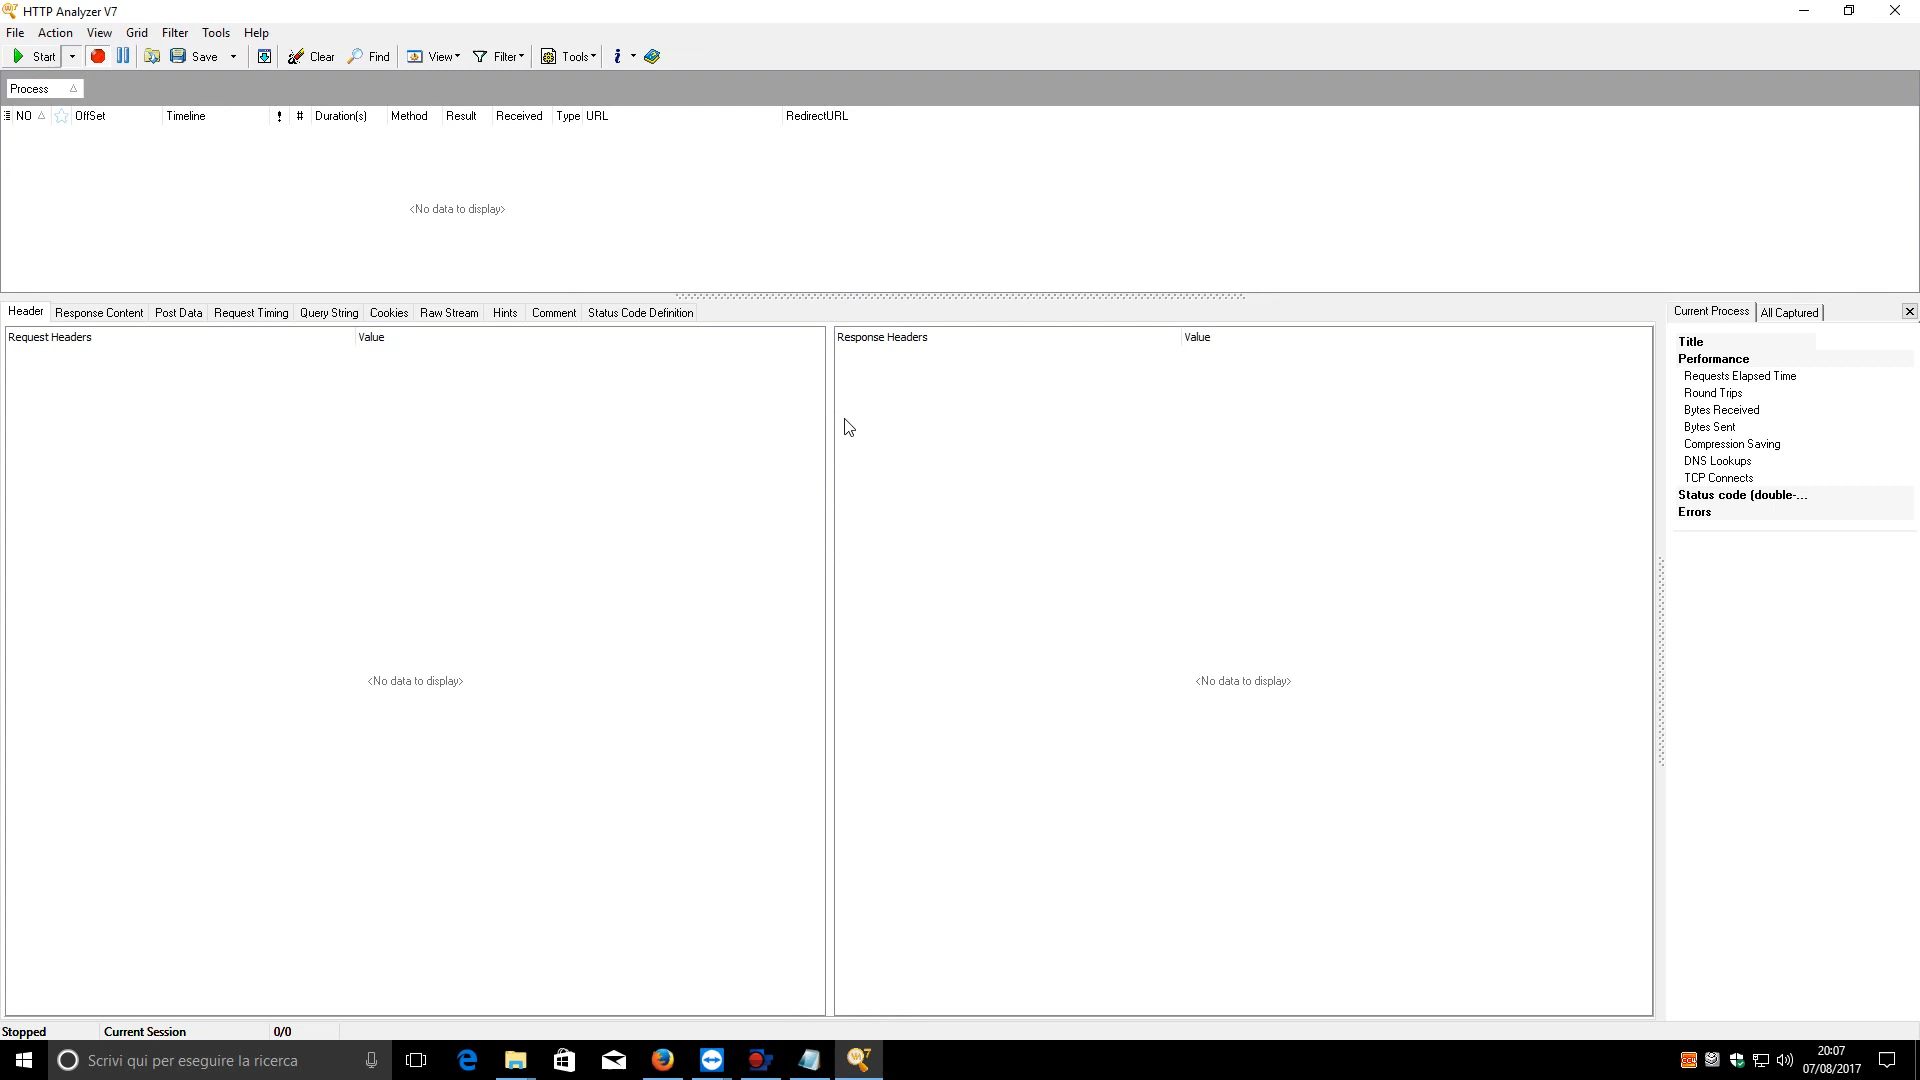 HTTP Analyzer V7
File Action View Grid Filter Tools Help
Start Save Clear Find View Filter Tools
Process
NO OffSet Timeline ! # Duration(s) Method Result Received Type URL RedirectURL
<No data to display>
Header Response Content Post Data Request Timing Query String Cookies Raw Stream Hints Comment Status Code Definition
Current Process All Captured
Request Headers Value
Response Headers Value
Title
Performance
Requests Elapsed Time
Round Trips
Bytes Received
Bytes Sent
Compression Saving
DNS Lookups
TCP Connects
Status code (double-...
Errors
<No data to display>
<No data to display>
Stopped Current Session 0/0
Scrivi qui per eseguire la ricerca
20:07
07/08/2017